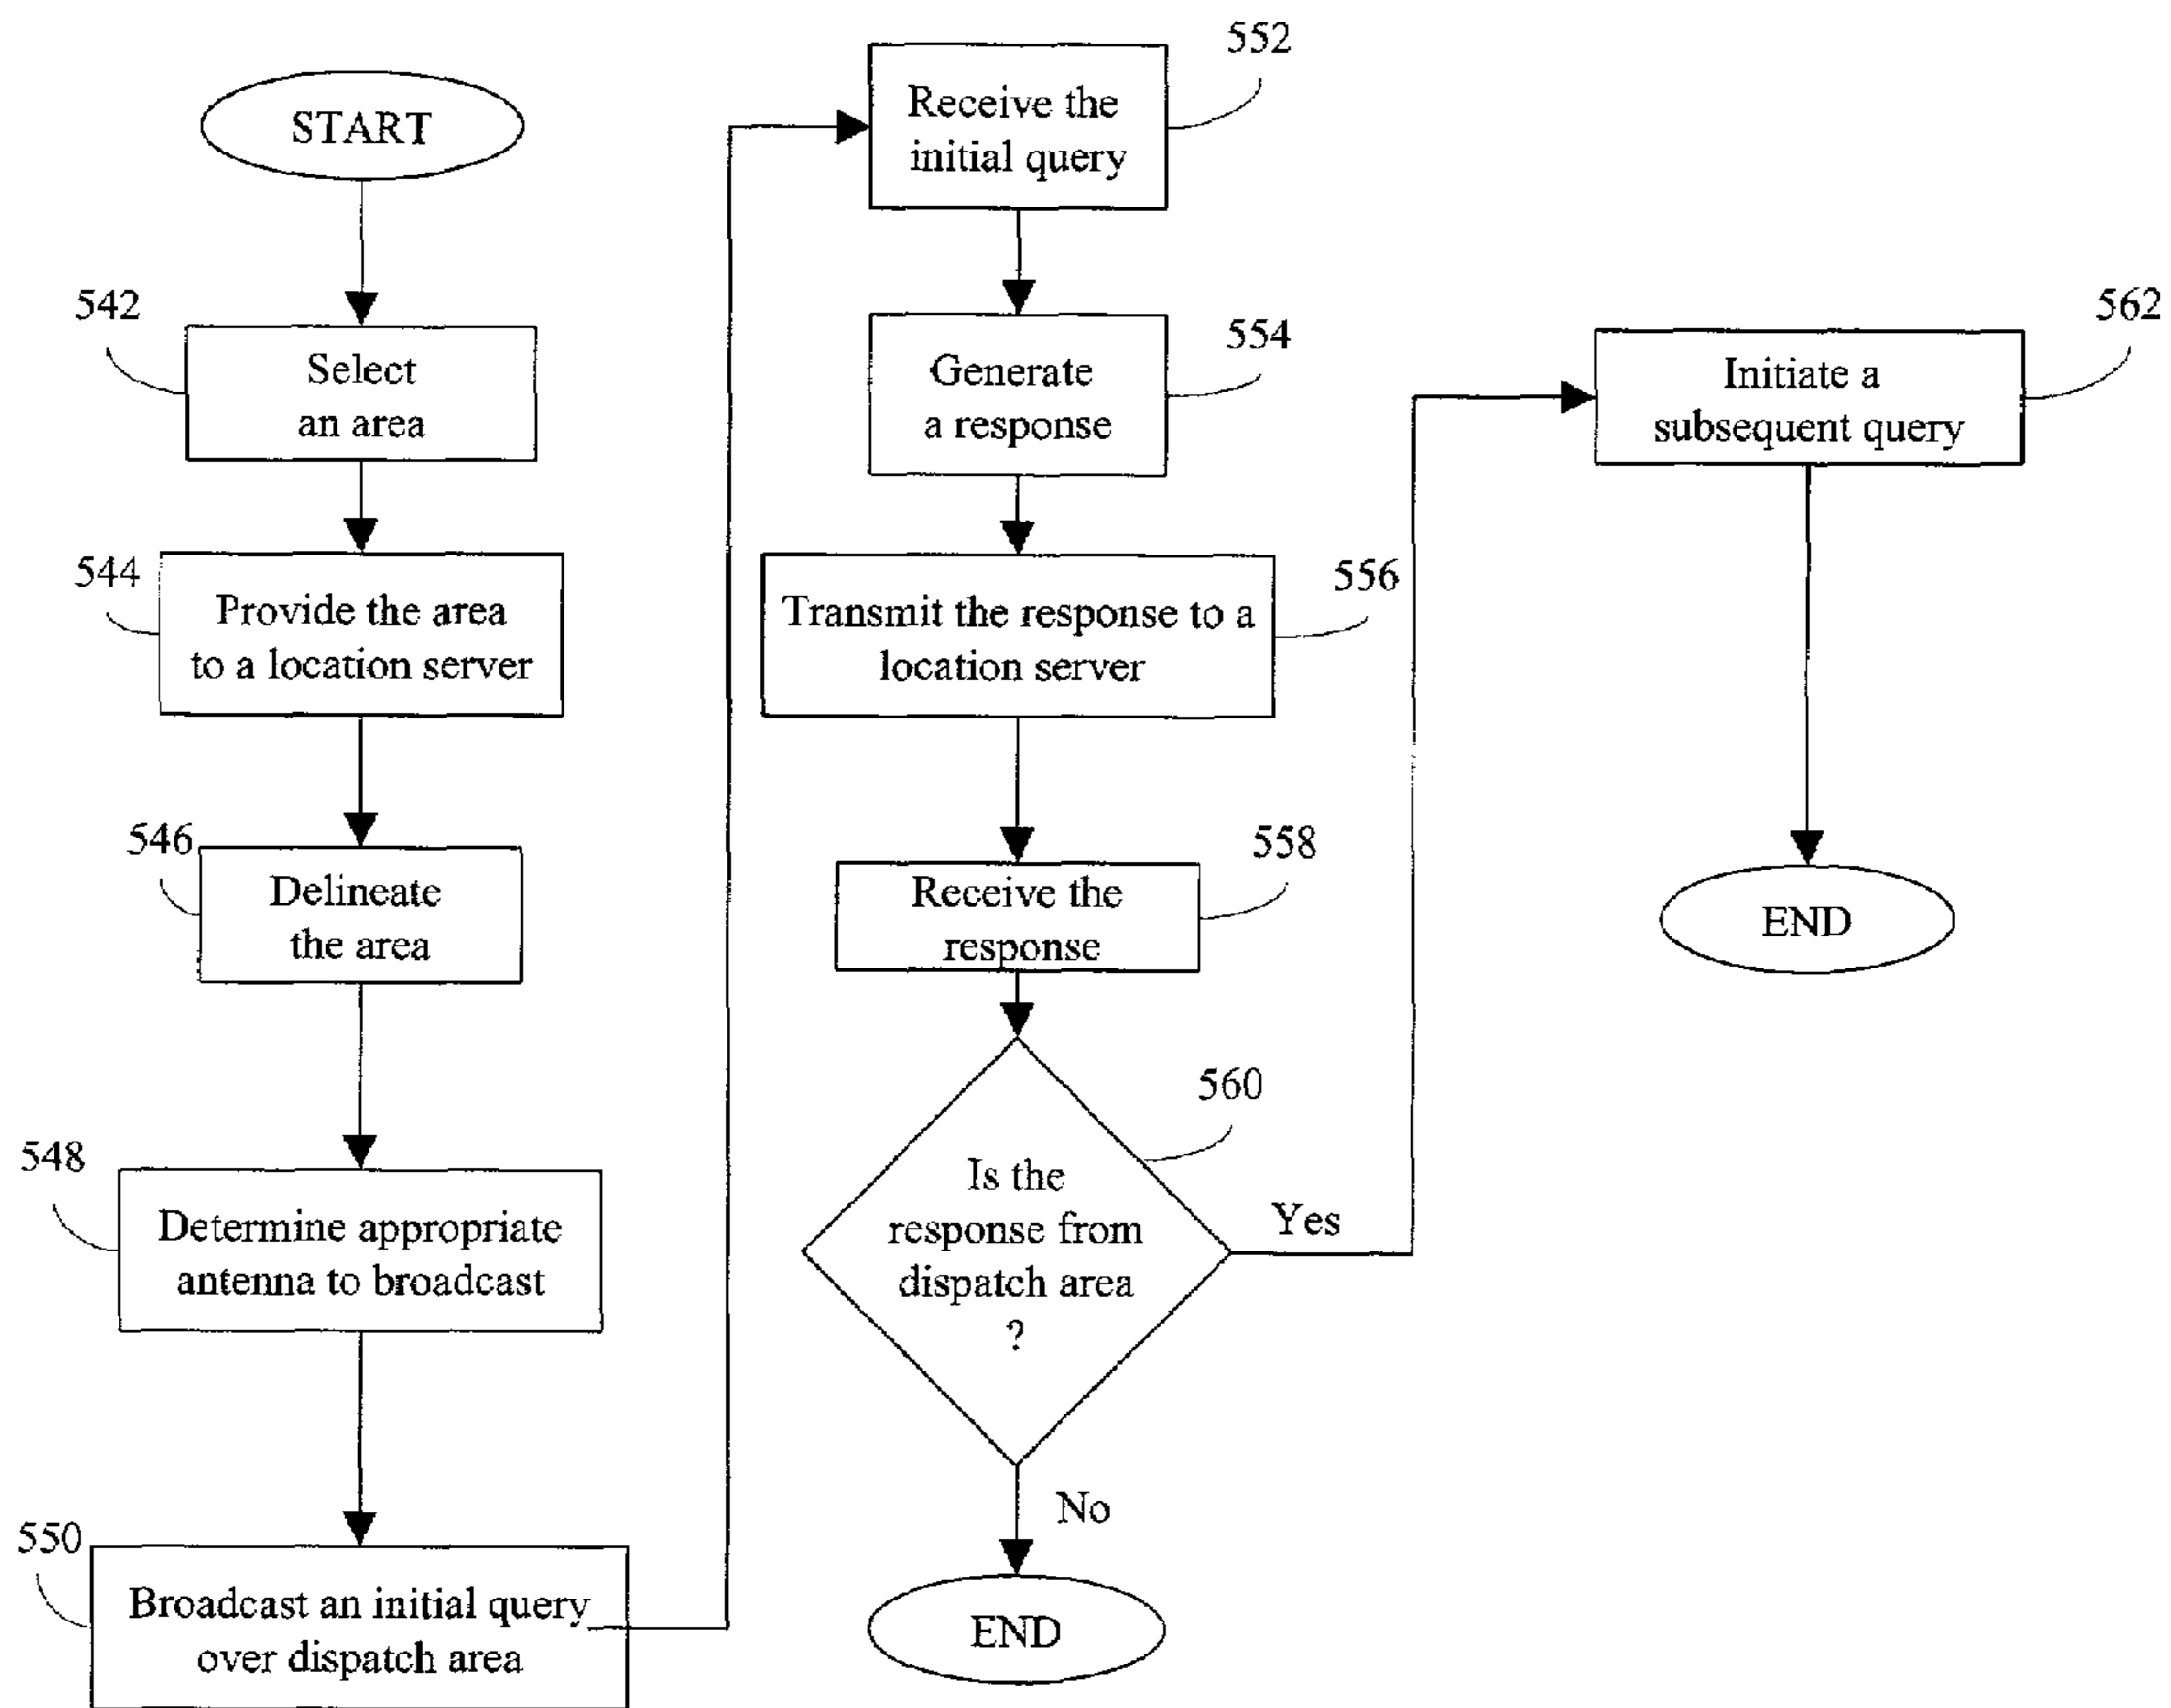 START
542
Select
an area
544
Provide the area
to a location server
546
Delineate
the area
548
Determine appropriate
antenna to broadcast
550
Broadcast an initial query
over dispatch area
552
Receive the
initial query
554
Generate
a response
556
Transmit the response to a
location server
558
Receive the
response
560
Is the
response from
dispatch area
?
Yes
No
END
562
Initiate a
subsequent query
END